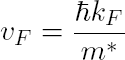 v_F = \frac{\hbar k_F}{m^*}